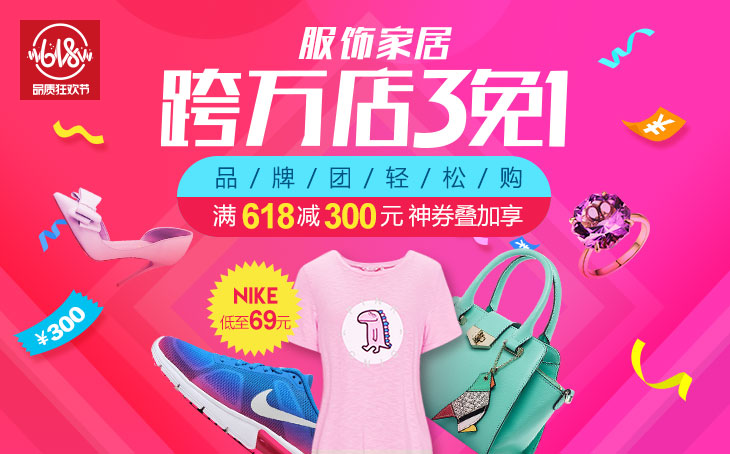 618
品质狂欢节
服饰家居
跨万店3免1
品/牌/团/轻/松/购
满618减300元 神券叠加享
¥
NIKE
低至69元
¥300